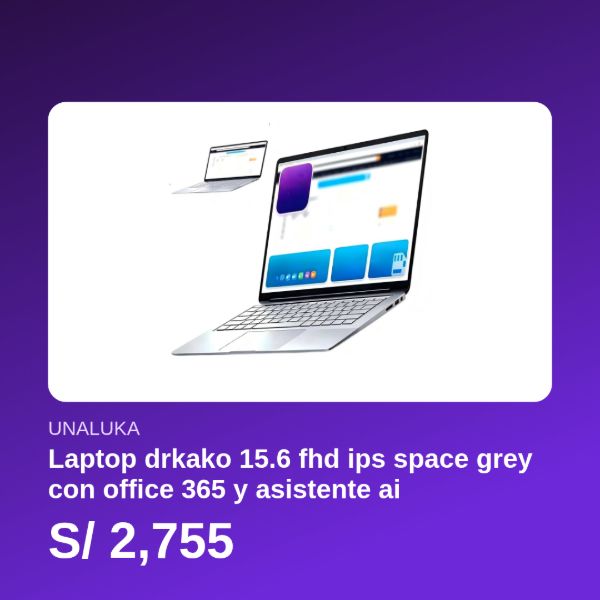 UNALUKA
Laptop drkako 15.6 fhd ips space grey
con office 365 y asistente ai
S/ 2,755